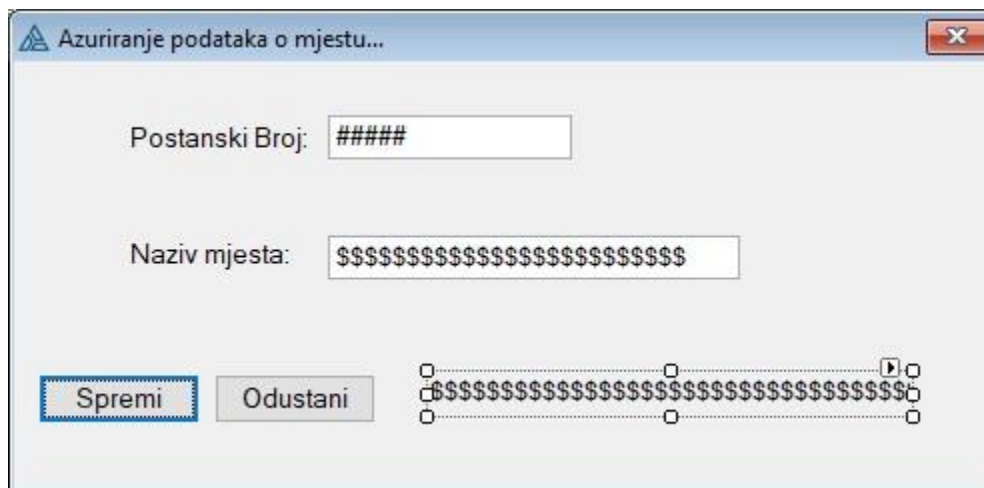 Azuriranje podataka o mjestu...
Postanski Broj: #####
Naziv mjesta: $$$$$$$$$$$$$$$$$$$$$$$$$
Spremi Odustani $$$$$$$$$$$$$$$$$$$$$$$$$$$$$$$$$$